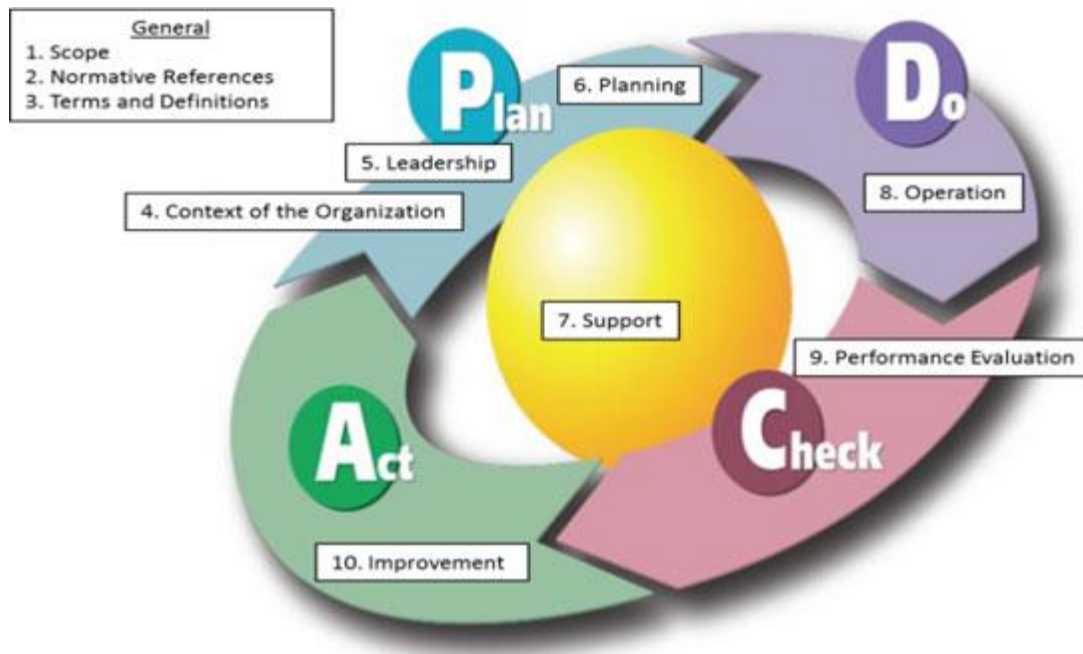 General
1. Scope
2. Normative References
3. Terms and Definitions
Plan
6. Planning
Do
5. Leadership
4. Context of the Organization
8. Operation
7. Support
9. Performance Evaluation
Act
Check
10. Improvement